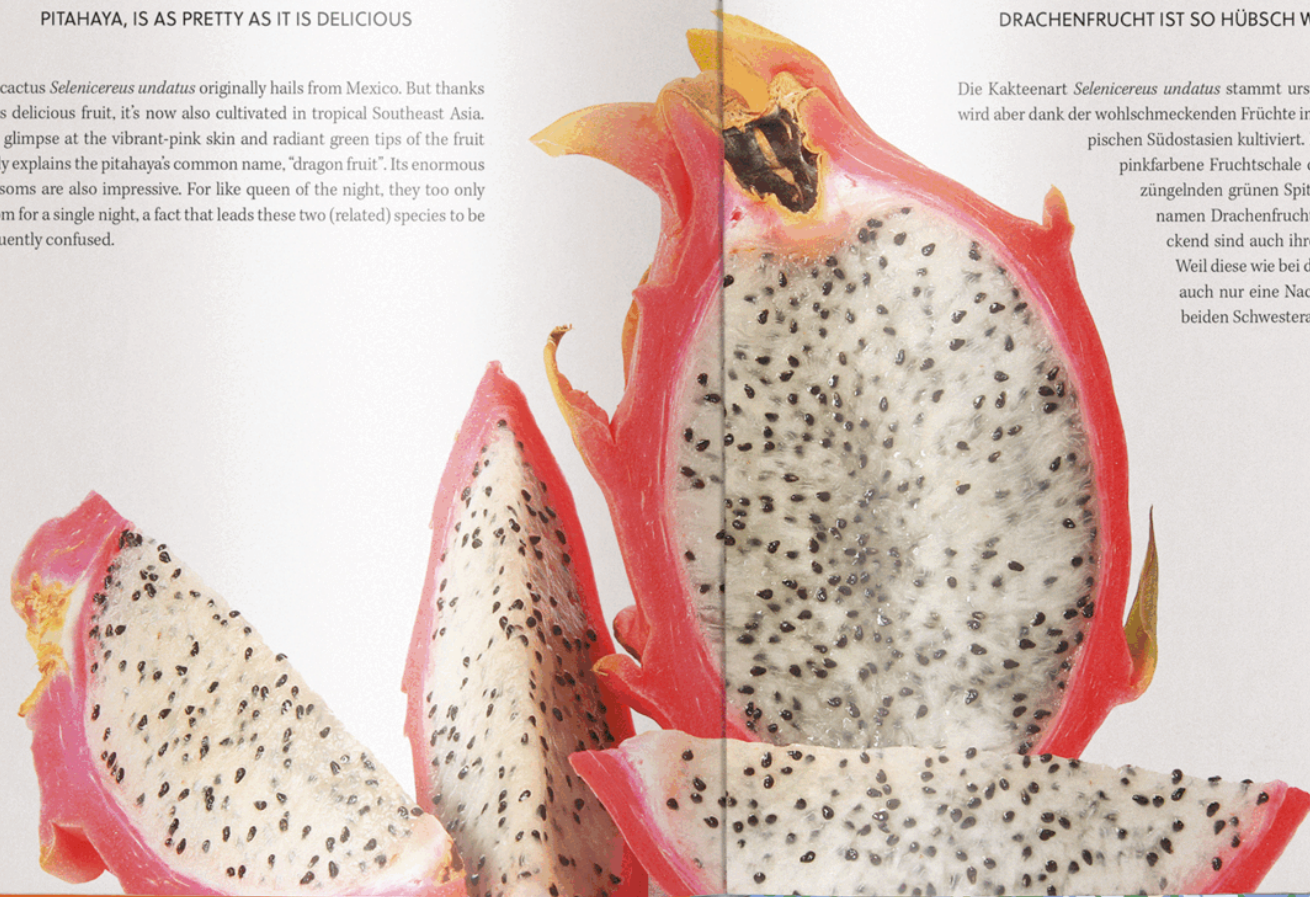 PITAHAYA, IS AS PRETTY AS IT IS DELICIOUS
cactus Selenicereus undatus originally hails from Mexico. But thanks
s delicious fruit, it's now also cultivated in tropical Southeast Asia.
glimpse at the vibrant-pink skin and radiant green tips of the fruit
ly explains the pitahaya's common name, “dragon fruit”. Its enormous
soms are also impressive. For like queen of the night, they too only
m for a single night, a fact that leads these two (related) species to be
uently confused.
DRACHENFRUCHT IST SO HÜBSCH W
Die Kakteenart Selenicereus undatus stammt urs
wird aber dank der wohlschmeckenden Früchte in
pischen Südostasien kultiviert.
pinkfarbene Fruchtschale
züngelnden grünen Spit
namen Drachenfrucht
ckend sind auch ihre
Weil diese wie bei d
auch nur eine Nac
beiden Schwestera